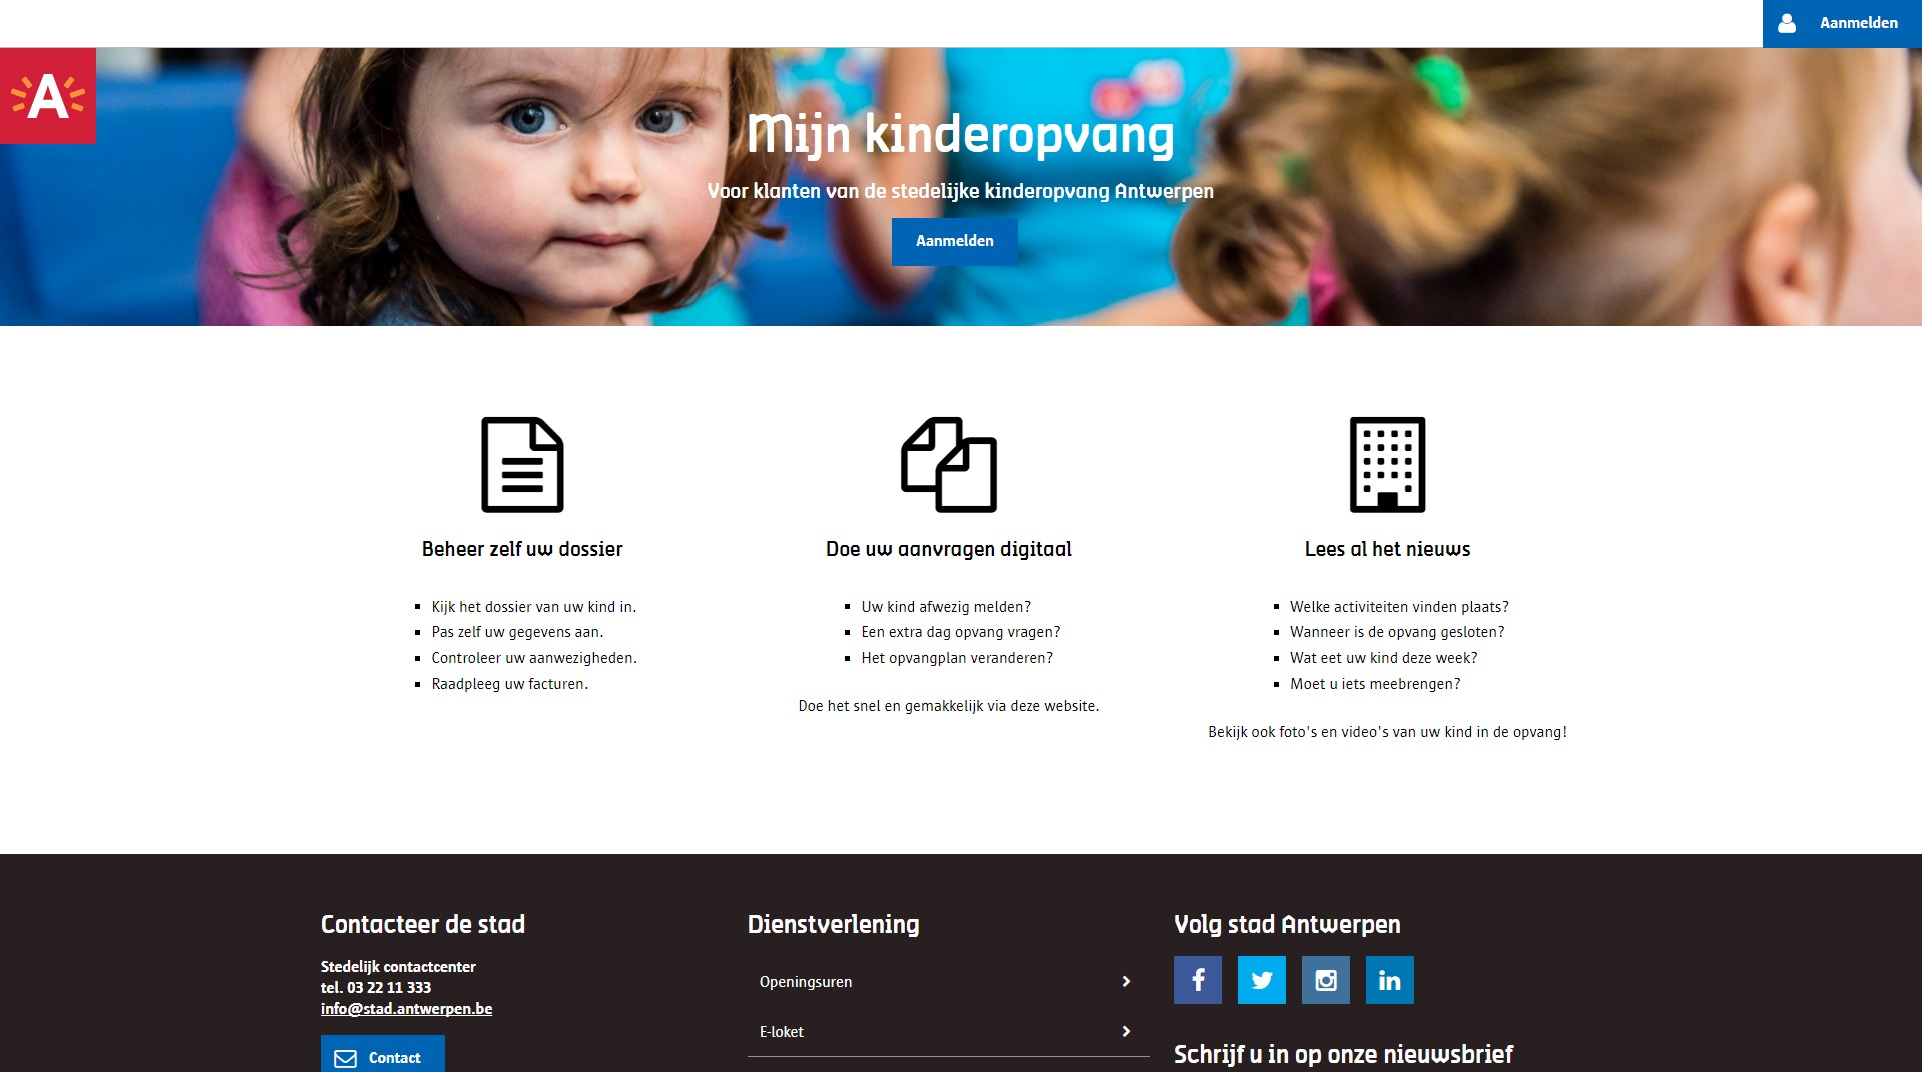 Aanmelden
A
Mijn kinderopvang
Voor klanten van de stedelijke kinderopvang Antwerpen
Aanmelden
Beheer zelf uw dossier
Kijk het dossier van uw kind in.
Pas zelf uw gegevens aan.
Controleer uw aanwezigheden.
Raadpleeg uw facturen.
Doe uw aanvragen digitaal
Uw kind afwezig melden?
Een extra dag opvang vragen?
Het opvangplan veranderen?
Doe het snel en gemakkelijk via deze website.
Lees al het nieuws
Welke activiteiten vinden plaats?
Wanneer is de opvang gesloten?
Wat eet uw kind deze week?
Moet u iets meebrengen?
Bekijk ook foto's en video's van uw kind in de opvang!
Contacteer de stad
Stedelijk contactcenter
tel. 03 22 11 333
info@stad.antwerpen.be
Contact
Dienstverlening
Openingsuren
E-loket
Volg stad Antwerpen
Schrijf u in op onze nieuwsbrief